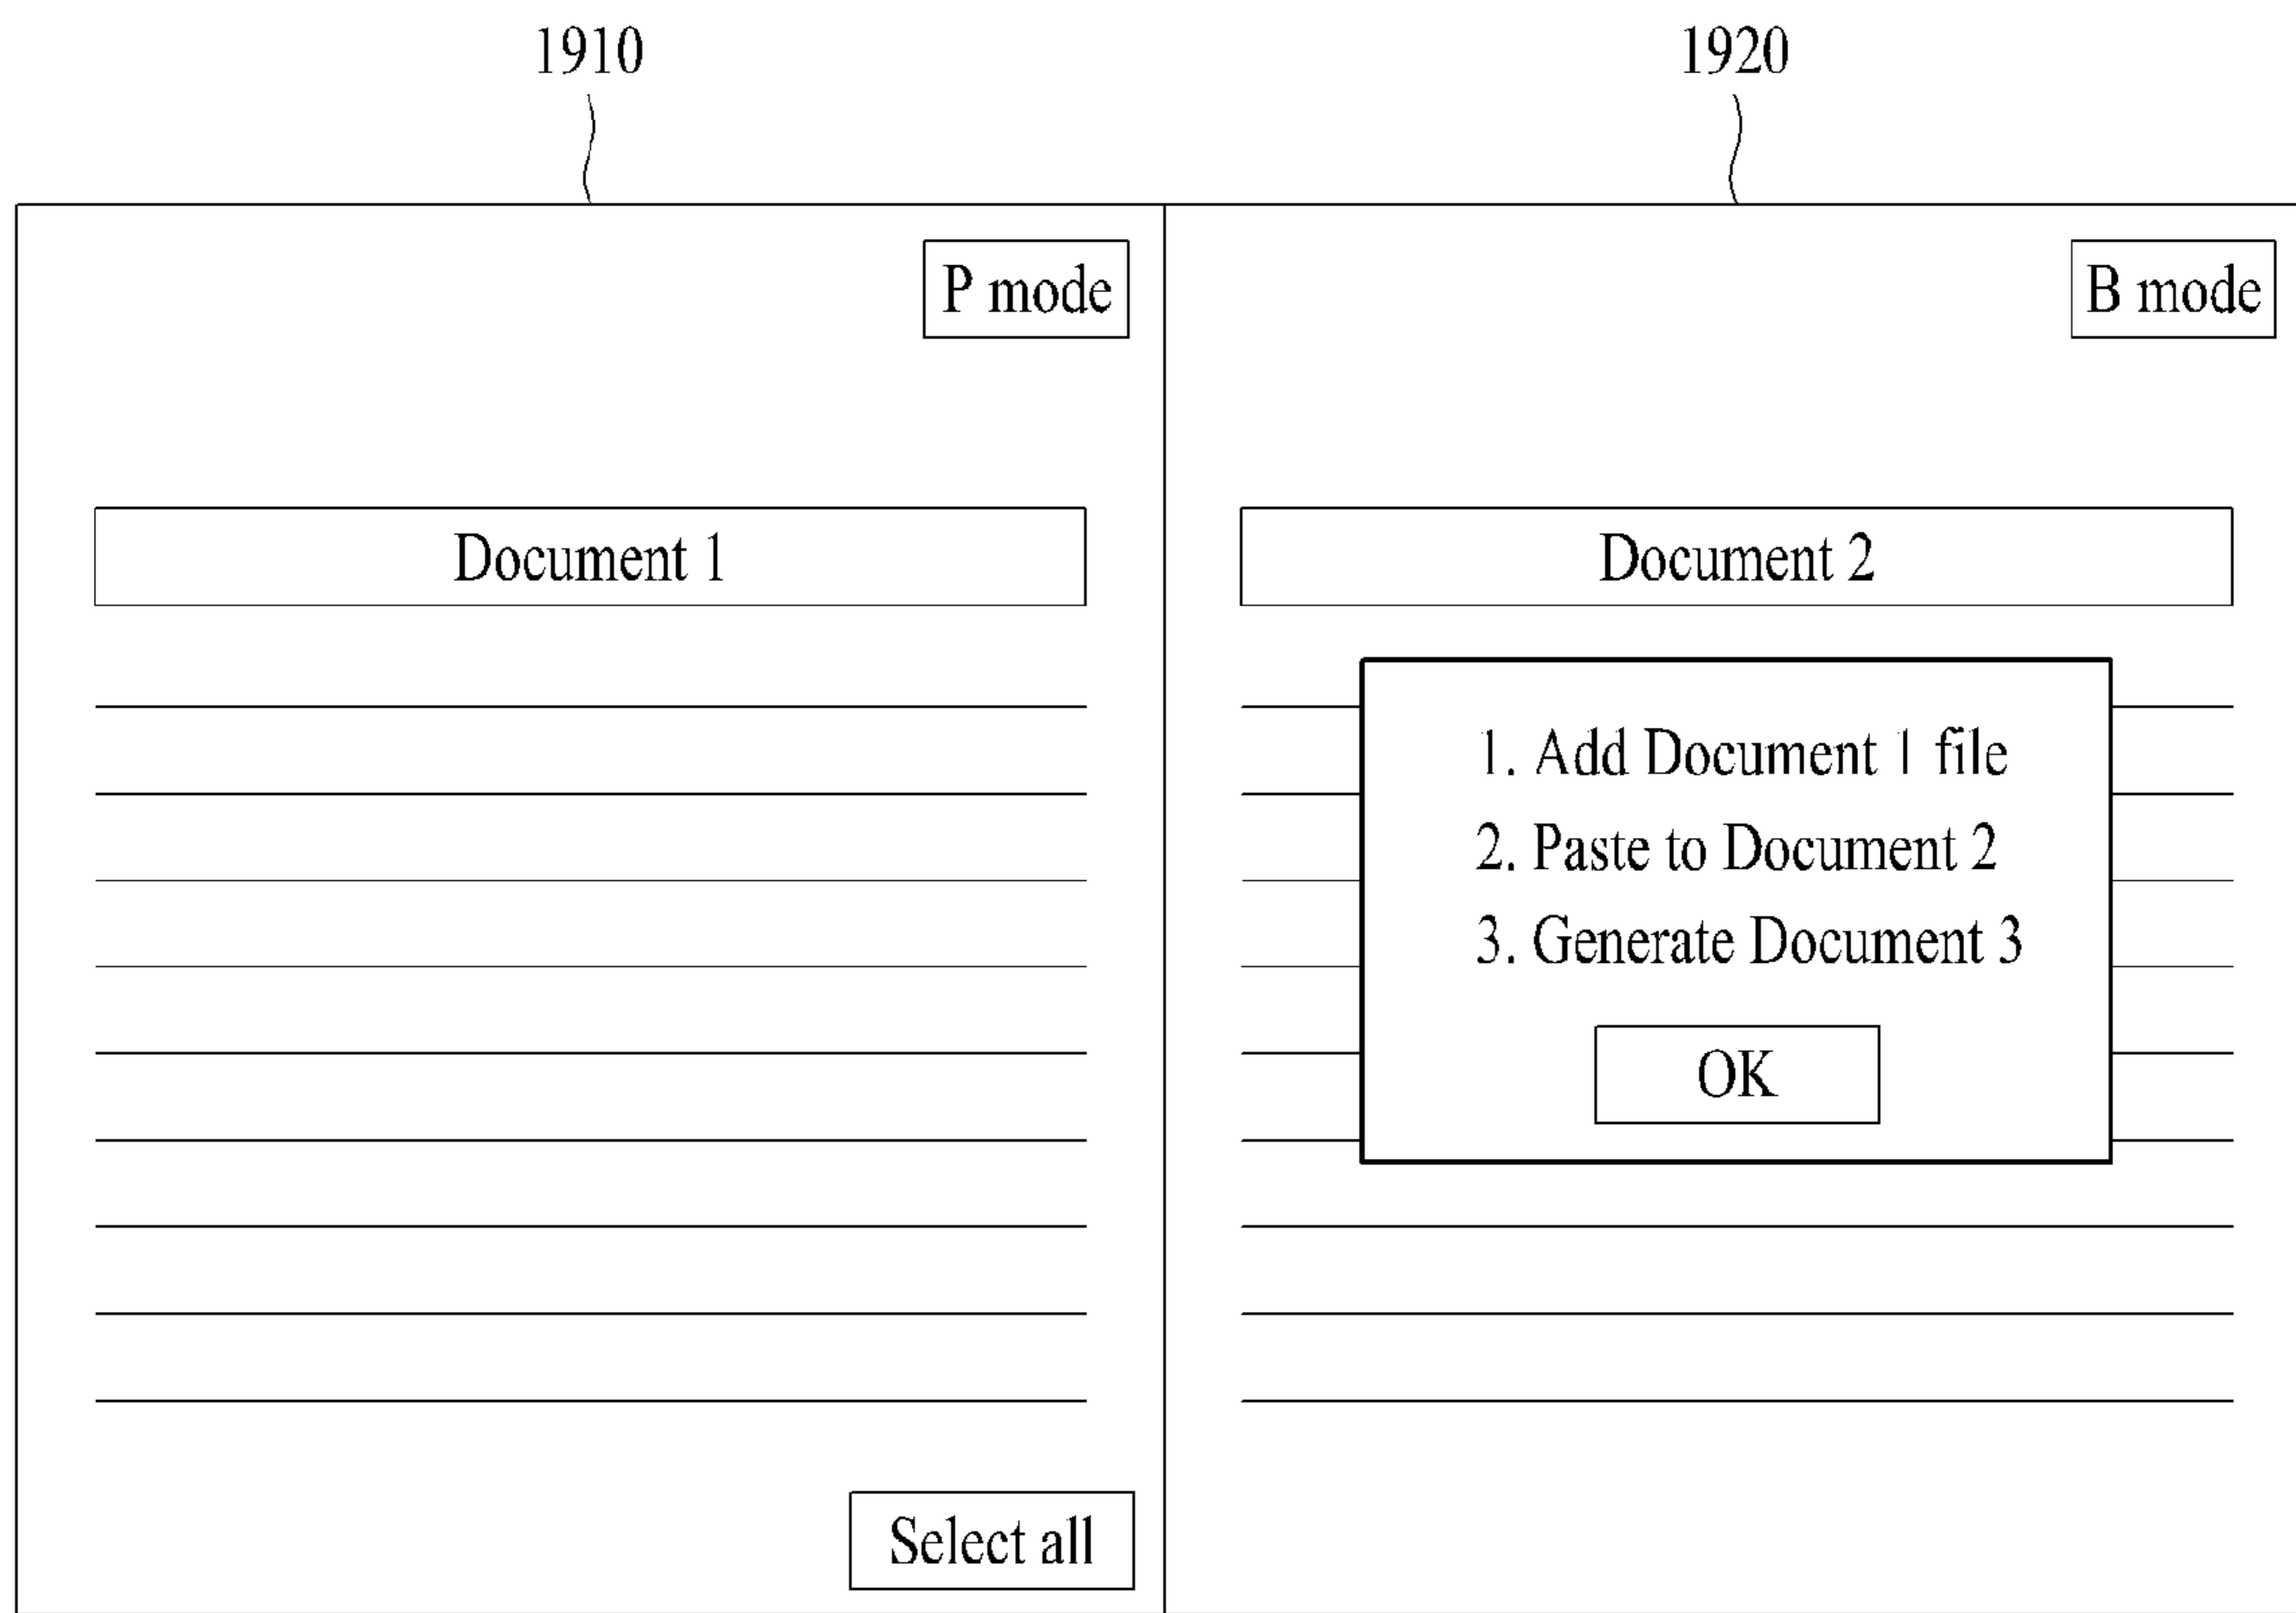 1910
1920
P mode
B mode
Document 1
Document 2
1. Add Document 1 file
2. Paste to Document 2
3. Generate Document 3
OK
Select all